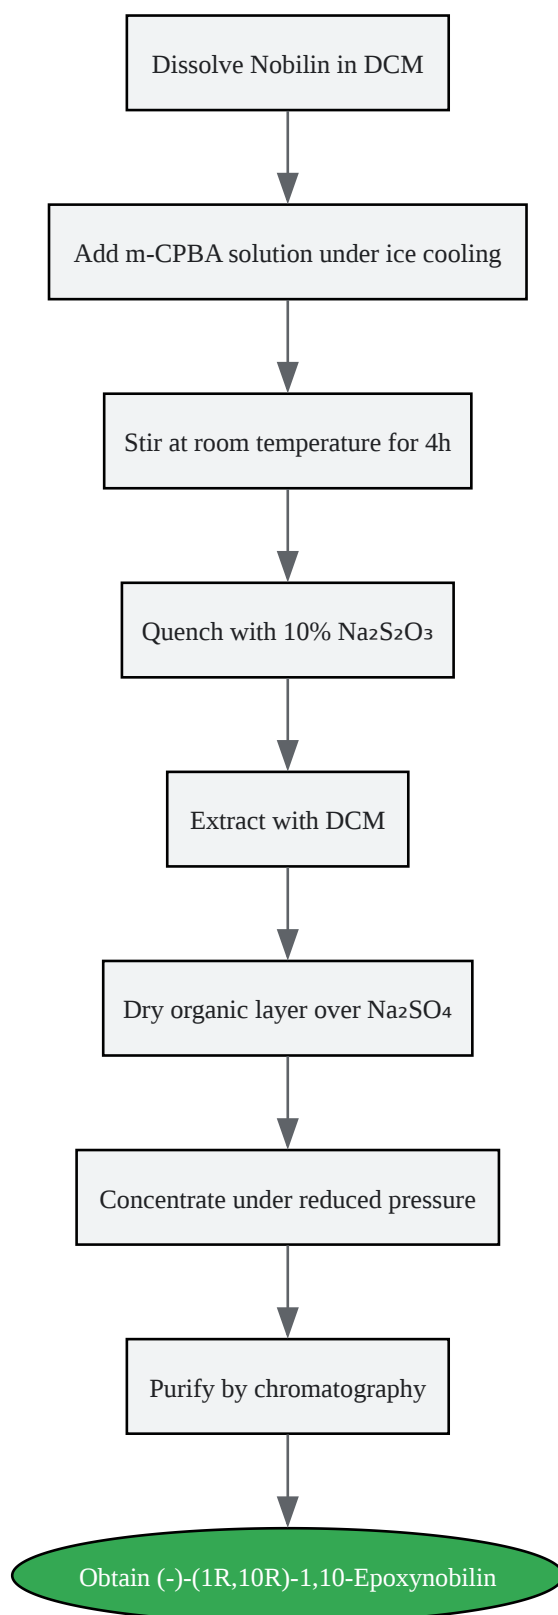 Dissolve Nobilin in DCM
Add m-CPBA solution under ice cooling
Stir at room temperature for 4h
Quench with 10% Na₂S₂O₃
Extract with DCM
Dry organic layer over Na₂SO₄
Concentrate under reduced pressure
Purify by chromatography
Obtain (-)-(1R,10R)-1,10-Epoxynobilin